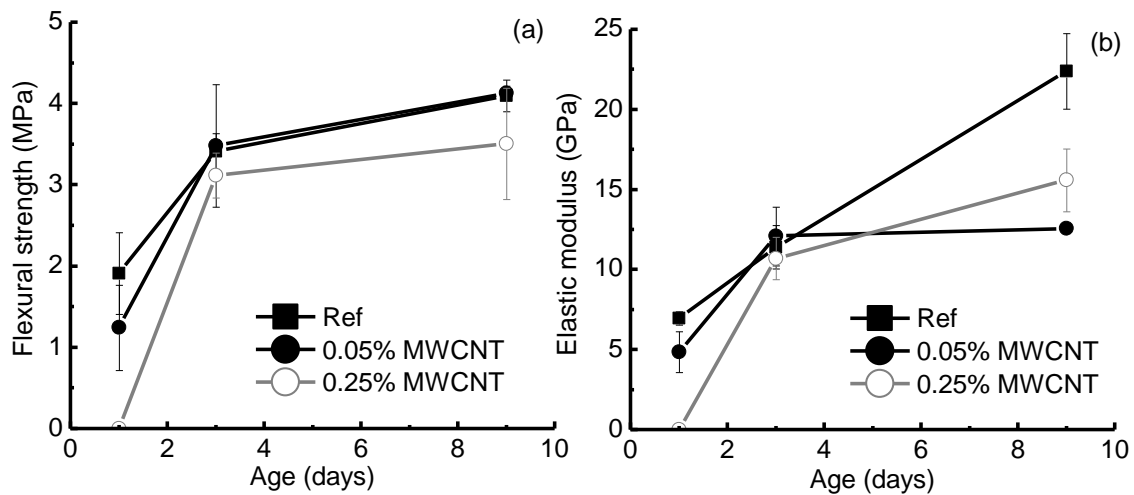 (a)
Flexural strength (MPa)
5
4
3
2
1
0
Ref
0.05% MWCNT
0.25% MWCNT
0 2 4 6 8 10
Age (days)
(b)
Elastic modulus (GPa)
25
20
15
10
5
0
Ref
0.05% MWCNT
0.25% MWCNT
0 2 4 6 8 10
Age (days)